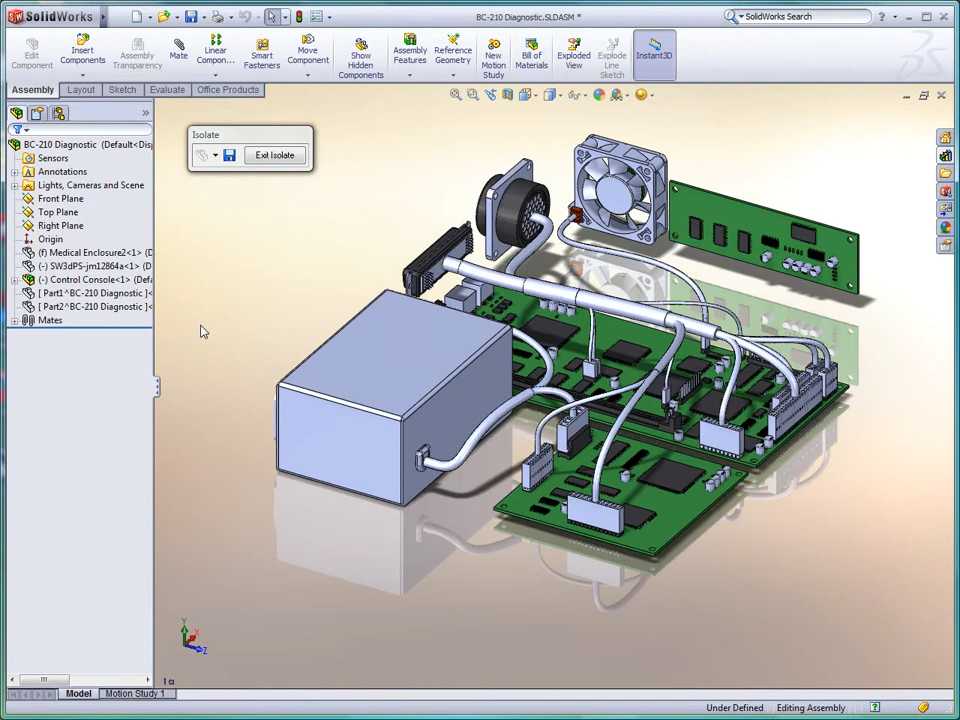 SolidWorks
BC-210 Diagnostic.SLDASM *
SolidWorks Search
Edit
Component
Insert
Components
Assembly
Transparency
Mate
Linear
Compon...
Smart
Fasteners
Move
Component
Show
Hidden
Components
Assembly
Features
Reference
Geometry
New
Motion
Study
Bill of
Materials
Exploded
View
Explode
Line
Sketch
Instant3D
Assembly
Layout
Sketch
Evaluate
Office Products
BC-210 Diagnostic (Default<Disp
Sensors
Annotations
Lights, Cameras and Scene
Front Plane
Top Plane
Right Plane
Origin
(f) Medical Enclosure2<1> (D
(-) SW3dPS-jm12864a<1> (D
(-) Control Console<1> (Defa
[ Part1^BC-210 Diagnostic ]<
[ Part2^BC-210 Diagnostic ]<
Mates
Isolate
Exit Isolate
Y
X
Z
Model
Motion Study 1
Under Defined
Editing Assembly